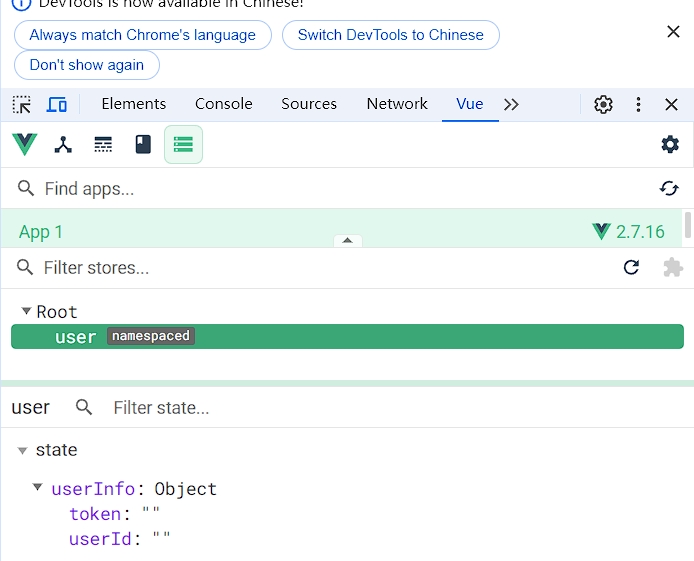 DevTools is now available in Chinese!
Always match Chrome's language
Switch DevTools to Chinese
Don't show again
Elements Console Sources Network Vue
Find apps...
App 1 2.7.16
Filter stores...
Root
user namespaced
user Filter state...
state
userInfo: Object
token: ""
userId: ""